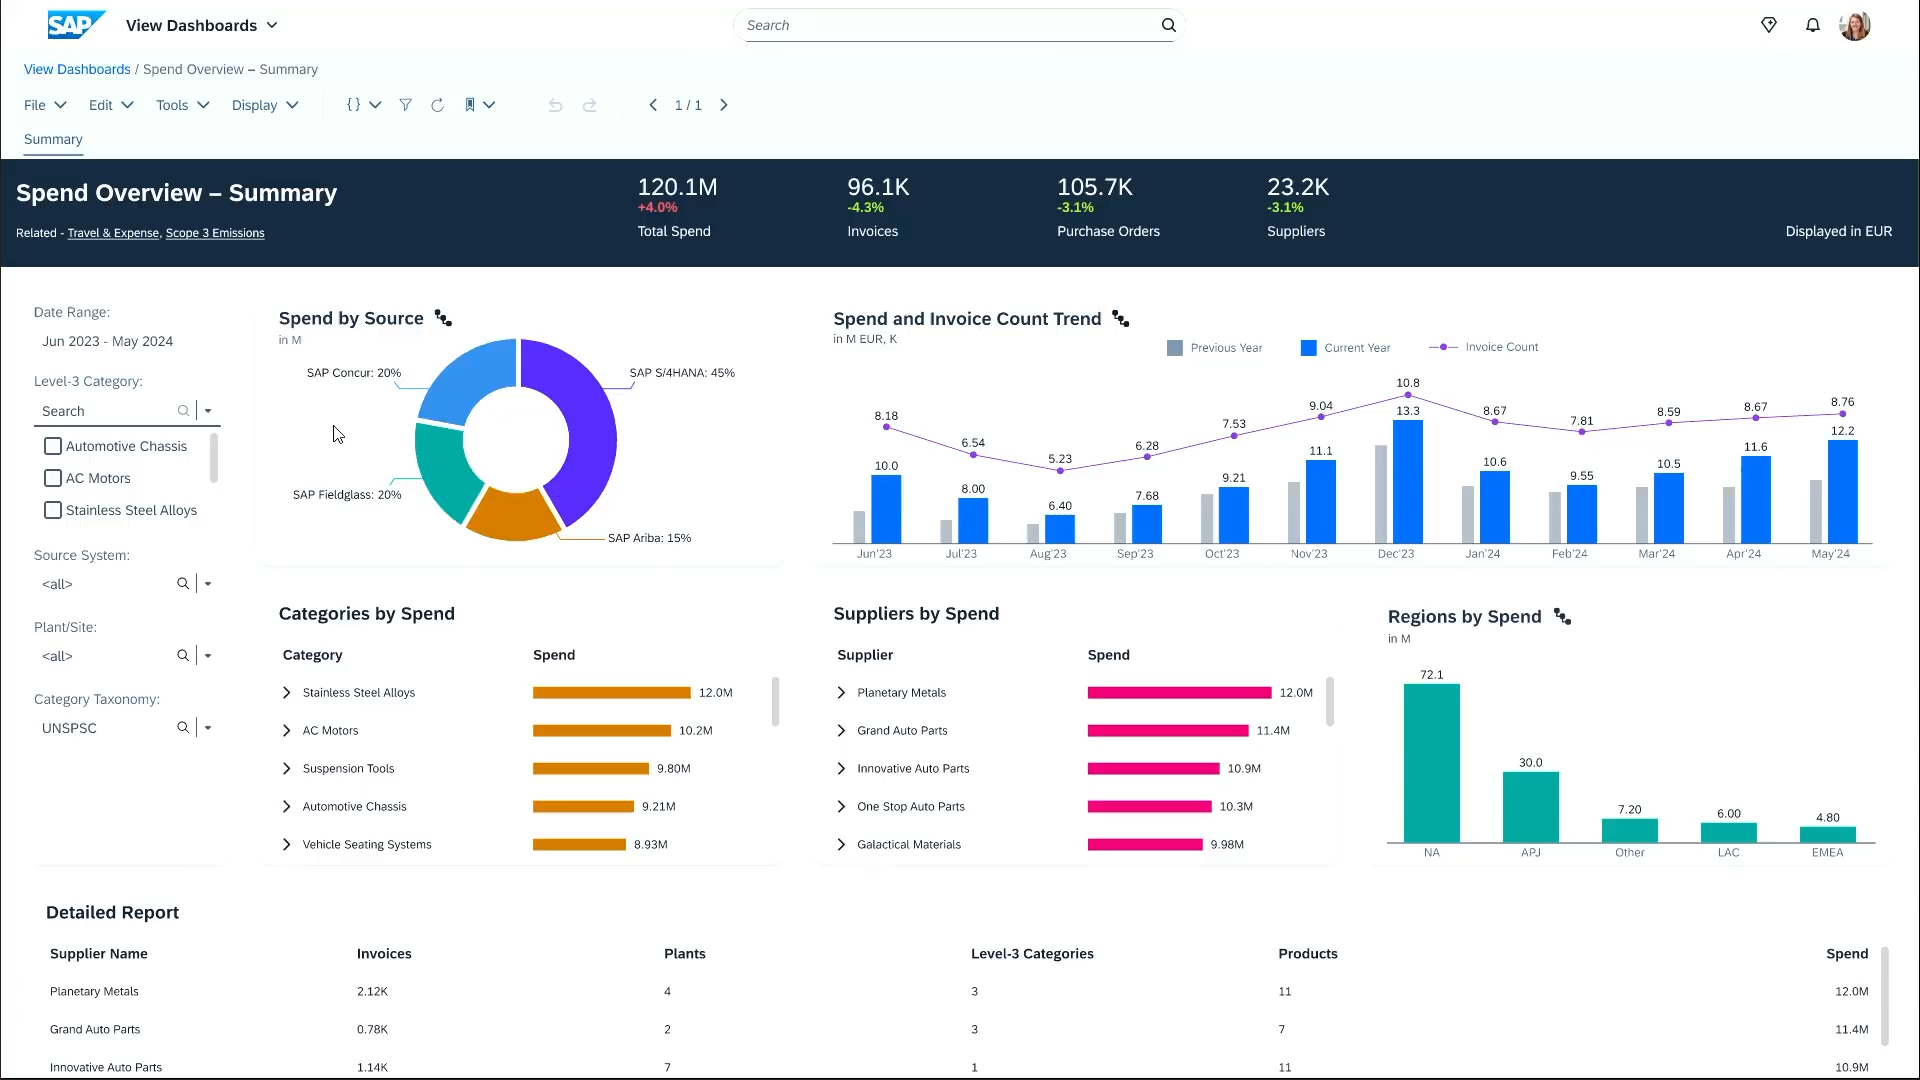 SAP View Dashboards
Search
View Dashboards / Spend Overview – Summary
File Edit Tools Display { } 1 / 1
Summary
Spend Overview – Summary
Related - Travel & Expense, Scope 3 Emissions
120.1M
+4.0%
Total Spend
96.1K
-4.3%
Invoices
105.7K
-3.1%
Purchase Orders
23.2K
-3.1%
Suppliers
Displayed in EUR
Date Range:
Jun 2023 - May 2024
Level-3 Category:
Search
Automotive Chassis
AC Motors
Stainless Steel Alloys
Source System:
<all>
Plant/Site:
<all>
Category Taxonomy:
UNSPSC
Spend by Source
in M
SAP Concur: 20%
SAP S/4HANA: 45%
SAP Fieldglass: 20%
SAP Ariba: 15%
Spend and Invoice Count Trend
in M EUR, K
Previous Year Current Year Invoice Count
8.18 6.54 5.23 6.28 7.53 9.04 10.8 8.67 7.81 8.59 8.67 8.76
10.0 8.00 6.40 7.68 9.21 11.1 13.3 10.6 9.55 10.5 11.6 12.2
Jun'23 Jul'23 Aug'23 Sep'23 Oct'23 Nov'23 Dec'23 Jan'24 Feb'24 Mar'24 Apr'24 May'24
Categories by Spend
Category Spend
Stainless Steel Alloys 12.0M
AC Motors 10.2M
Suspension Tools 9.80M
Automotive Chassis 9.21M
Vehicle Seating Systems 8.93M
Suppliers by Spend
Supplier Spend
Planetary Metals 12.0M
Grand Auto Parts 11.4M
Innovative Auto Parts 10.9M
One Stop Auto Parts 10.3M
Galactical Materials 9.98M
Regions by Spend
in M
72.1 30.0 7.20 6.00 4.80
NA APJ Other LAC EMEA
Detailed Report
Supplier Name Invoices Plants Level-3 Categories Products Spend
Planetary Metals 2.12K 4 3 11 12.0M
Grand Auto Parts 0.78K 2 3 7 11.4M
Innovative Auto Parts 1.14K 7 1 11 10.9M